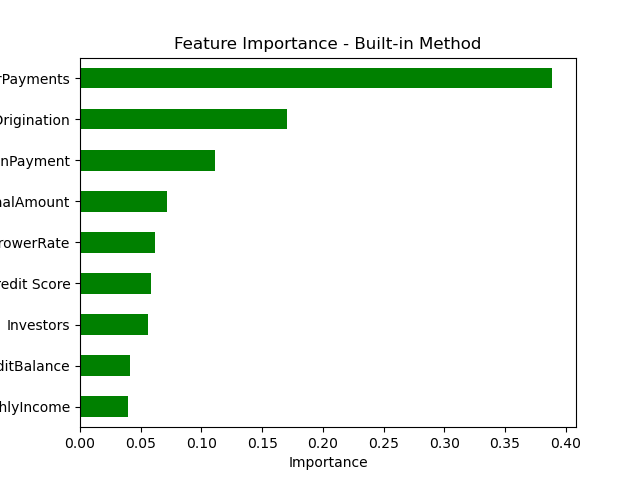 Feature Importance - Built-in Method
rPayments
Origination
nPayment
nalAmount
rowerRate
redit Score
Investors
ditBalance
hlyIncome
0.00 0.05 0.10 0.15 0.20 0.25 0.30 0.35 0.40
Importance